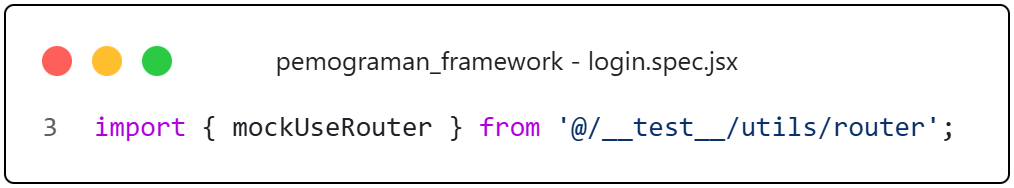 pemograman_framework - login.spec.jsx
3 import { mockUseRouter } from '@/__test__/utils/router';